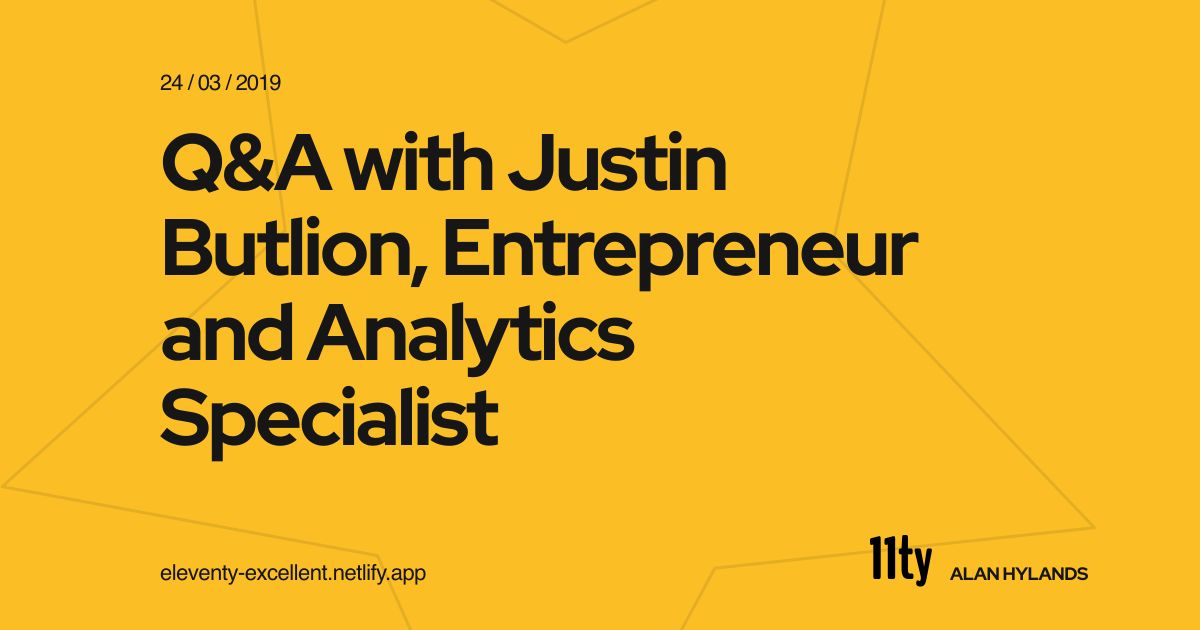 24 / 03 / 2019
Q&A with Justin
Butlion, Entrepreneur
and Analytics
Specialist
eleventy-excellent.netlify.app
11ty
ALAN HYLANDS